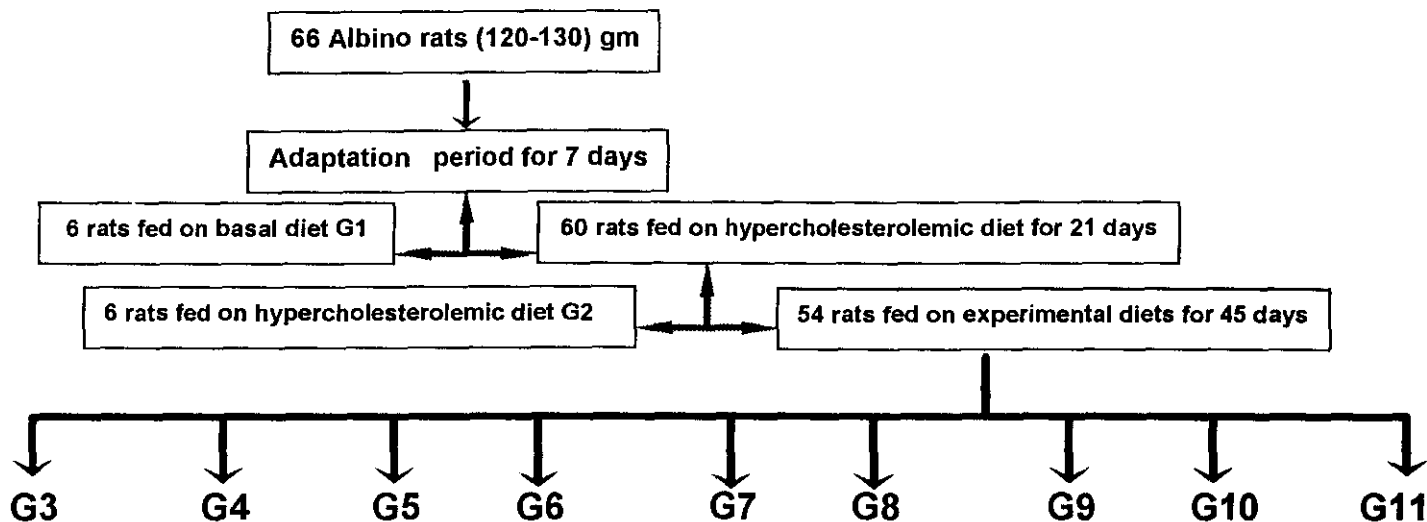 66 Albino rats (120-130) gm
Adaptation period for 7 days
6 rats fed on basal diet G1
60 rats fed on hypercholesterolemic diet for 21 days
6 rats fed on hypercholesterolemic diet G2
54 rats fed on experimental diets for 45 days
G3 G4 G5 G6 G7 G8 G9 G10 G11